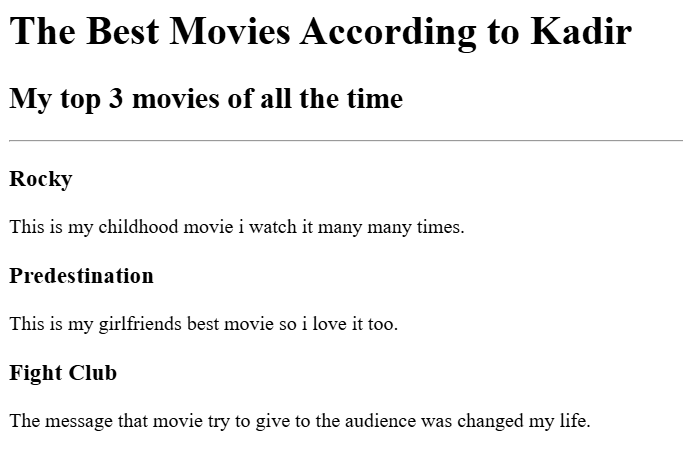 The Best Movies According to Kadir
My top 3 movies of all the time
Rocky
This is my childhood movie i watch it many many times.
Predestination
This is my girlfriends best movie so i love it too.
Fight Club
The message that movie try to give to the audience was changed my life.